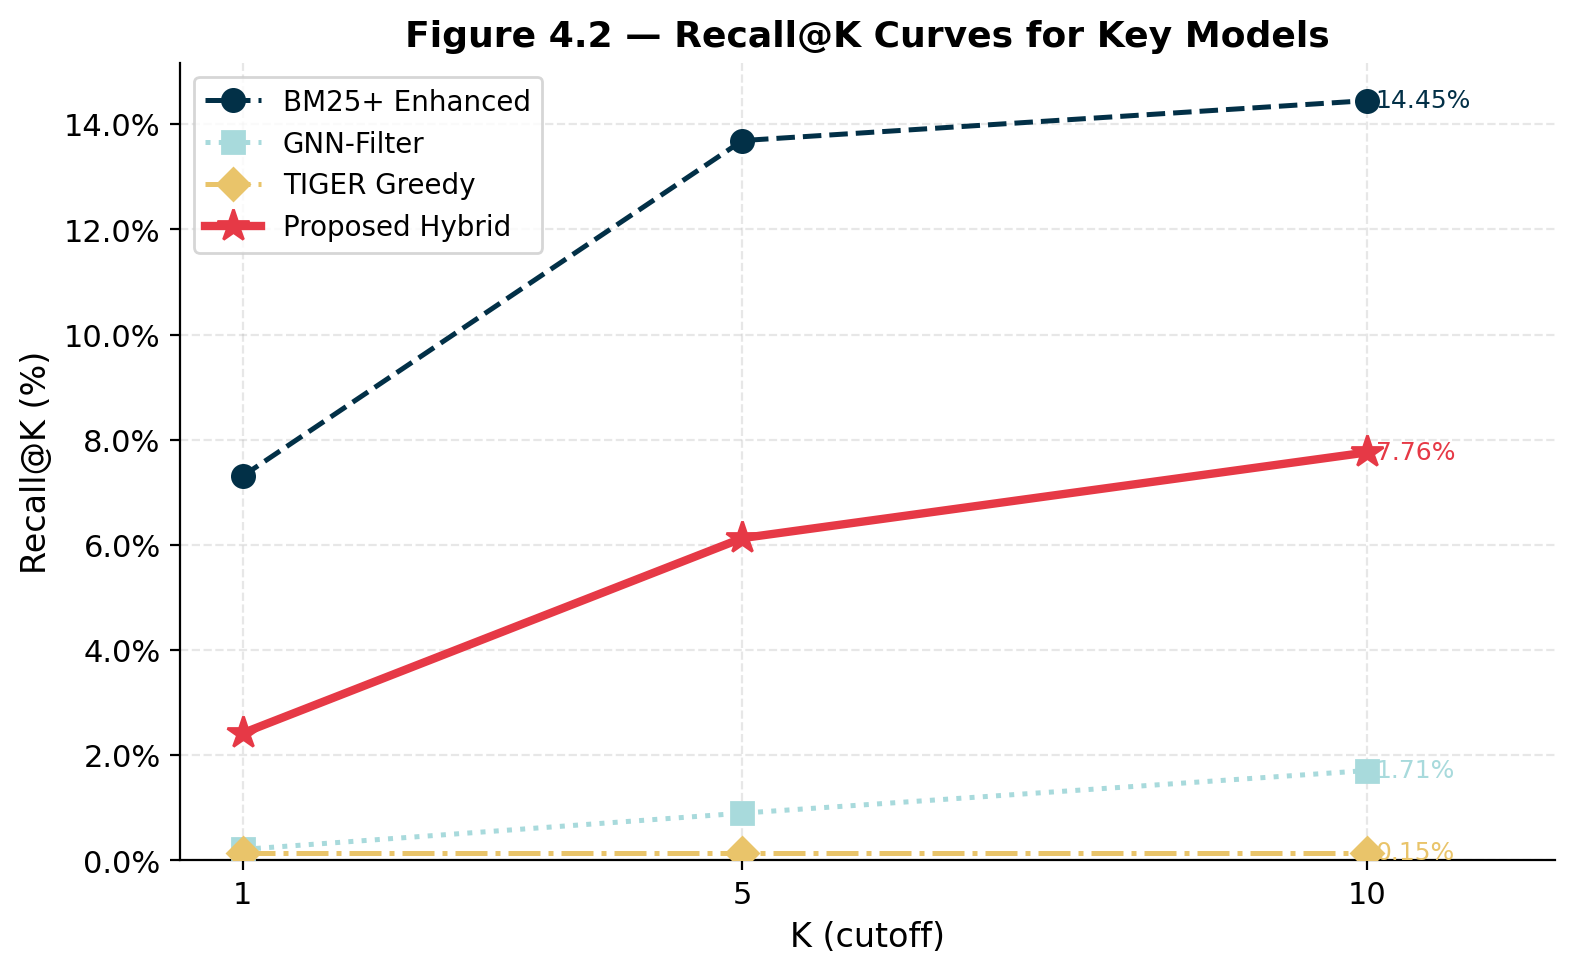 Figure 4.2 — Recall@K Curves for Key Models
BM25+ Enhanced
GNN-Filter
TIGER Greedy
Proposed Hybrid
Recall@K (%)
14.0%
12.0%
10.0%
8.0%
6.0%
4.0%
2.0%
0.0%
14.45%
7.76%
1.71%
0.15%
1 5 10
K (cutoff)